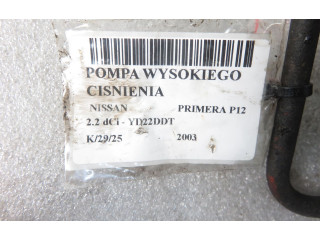 POMPA WYSOKIEGO
CISNIENIA
NISSAN PRIMERA P12
2.2 dCi - YD22DDT
K/29/25 2003